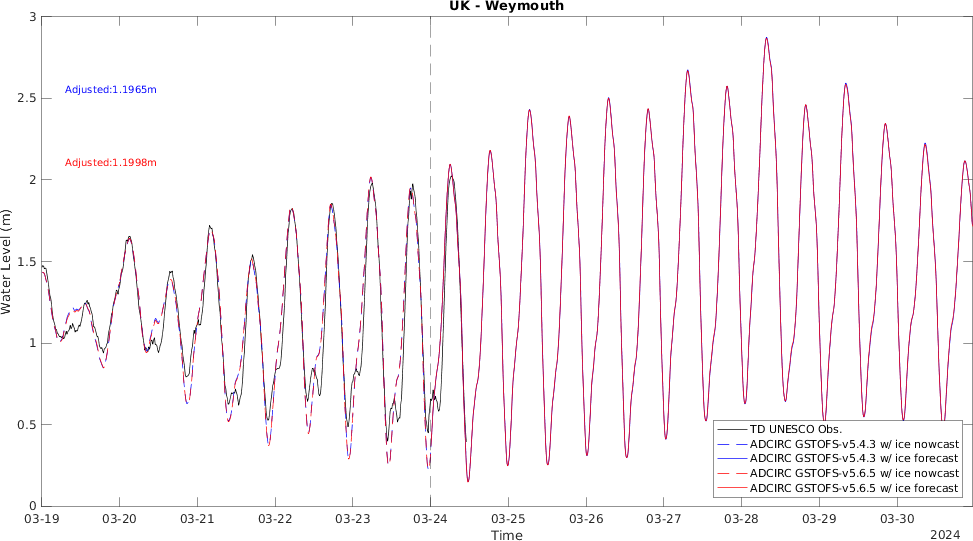 UK - Weymouth
3
2.5
2
1.5
1
0.5
0
Water Level (m)
Adjusted:1.1965m
Adjusted:1.1998m
TD UNESCO Obs.
ADCIRC GSTOFS-v5.4.3 w/ ice nowcast
ADCIRC GSTOFS-v5.4.3 w/ ice forecast
ADCIRC GSTOFS-v5.6.5 w/ ice nowcast
ADCIRC GSTOFS-v5.6.5 w/ ice forecast
03-19 03-20 03-21 03-22 03-23 03-24 03-25 03-26 03-27 03-28 03-29 03-30
Time
2024